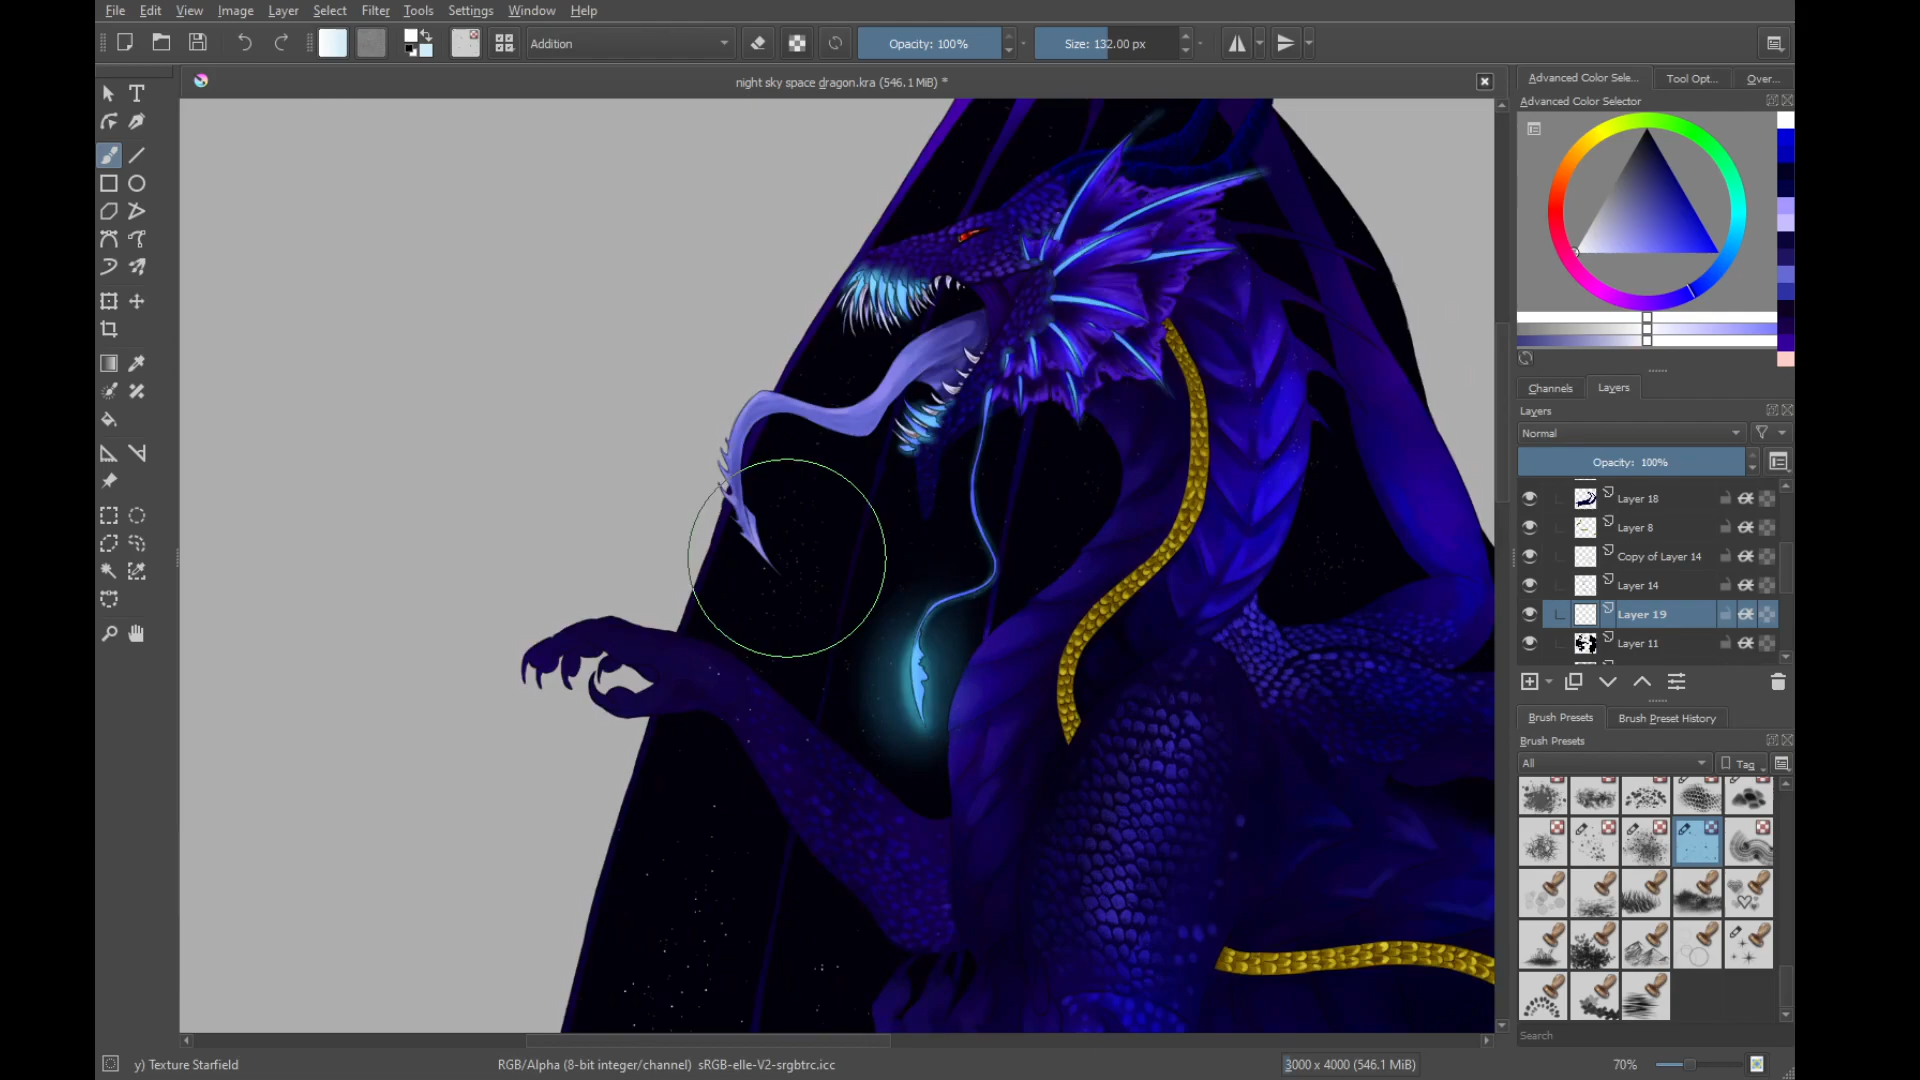 File Edit View Image Layer Select Filter Tools Settings Window Help
Addition Opacity: 100% Size: 132.00 px
night sky space dragon.kra (546.1 MiB) *
Advanced Color Sele... Tool Opt... Over...
Advanced Color Selector
Channels Layers
Layers
Normal
Opacity: 100%
Layer 18
Layer 8
Copy of Layer 14
Layer 14
Layer 19
Layer 11
Brush Presets Brush Preset History
Brush Presets
All Tag
Search
y) Texture Starfield RGB/Alpha (8-bit integer/channel) sRGB-elle-V2-srgbtrc.icc 3000 x 4000 (546.1 MiB) 70%